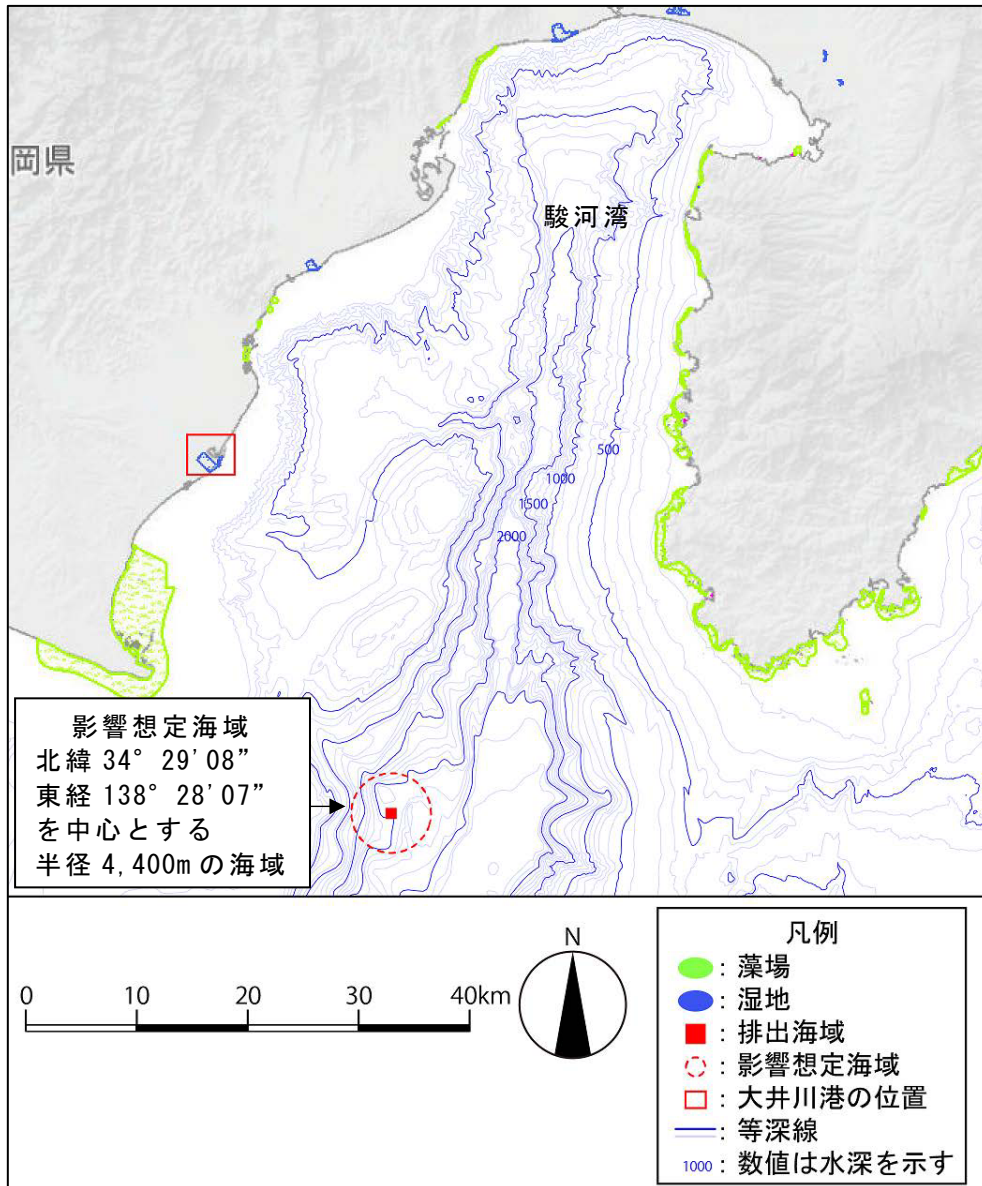 岡県
駿河湾
500
1000
1500
2000
影響想定海域
北緯 34° 29' 08”
東経 138° 28' 07”
を中心とする
半径 4,400m の海域
0 10 20 30 40km
N
凡例
: 藻場
: 湿地
: 排出海域
: 影響想定海域
: 大井川港の位置
: 等深線
1000 : 数値は水深を示す